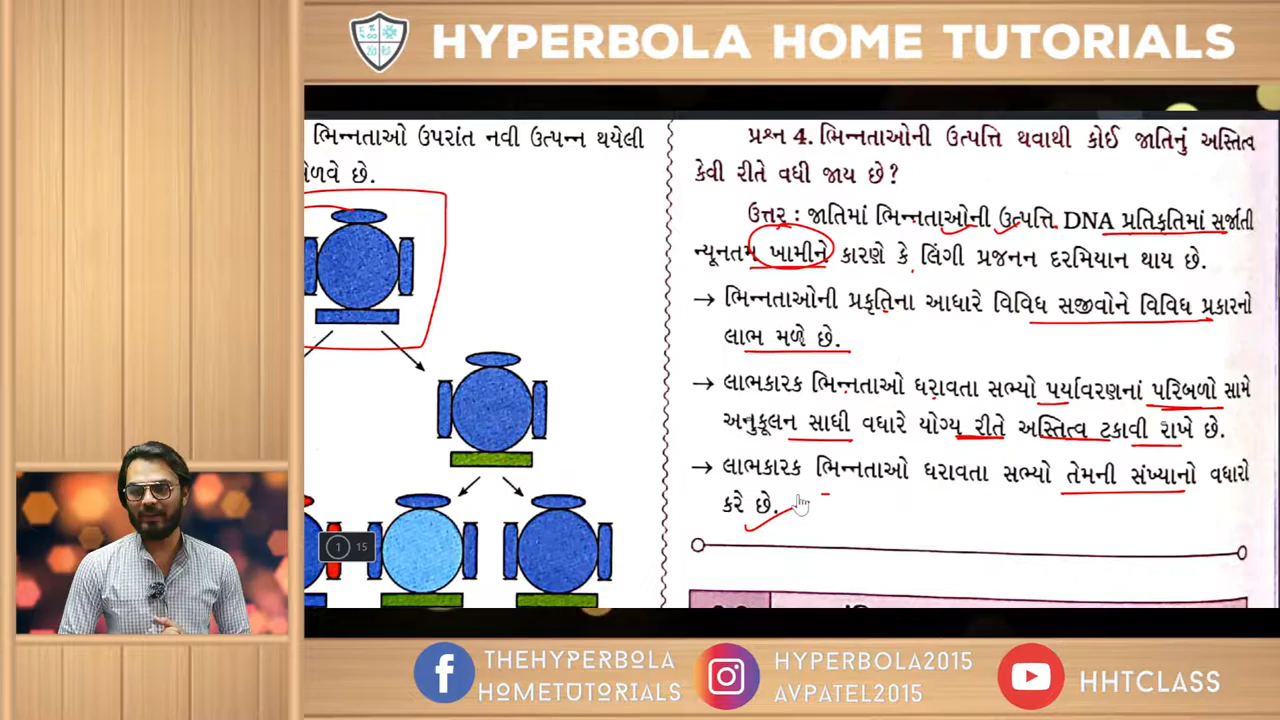 HYPERBOLA HOME TUTORIALS
ભિન્નતાઓ ઉપરાંત નવી ઉત્પન્ન થયેલી
ળવે છે.
1 15
પ્રશ્ન 4. ભિન્નતાઓની ઉત્પત્તિ થવાથી કોઈ જાતિનું અસ્તિત્વ
કેવી રીતે વધી જાય છે?
ઉત્તર : જાતિમાં ભિન્નતાઓની ઉત્પત્તિ DNA પ્રતિકૃતિમાં સર્જાતી
ન્યૂનતમ ખામીને કારણે કે લિંગી પ્રજનન દરમિયાન થાય છે.
→ ભિન્નતાઓની પ્રકૃતિના આધારે વિવિધ સજીવોને વિવિધ પ્રકારનો
લાભ મળે છે.
→ લાભકારક ભિન્નતાઓ ધરાવતા સભ્યો પર્યાવરણનાં પરિબળો સામે
અનુકૂલન સાધી વધારે યોગ્ય રીતે અસ્તિત્વ ટકાવી રાખે છે.
→ લાભકારક ભિન્નતાઓ ધરાવતા સભ્યો તેમની સંખ્યાનો વધારો
કરે છે.
THEHYPERBOLA
HOMETUTORIALS
HYPERBOLA2015
AVPATEL2015
HHTCLASS